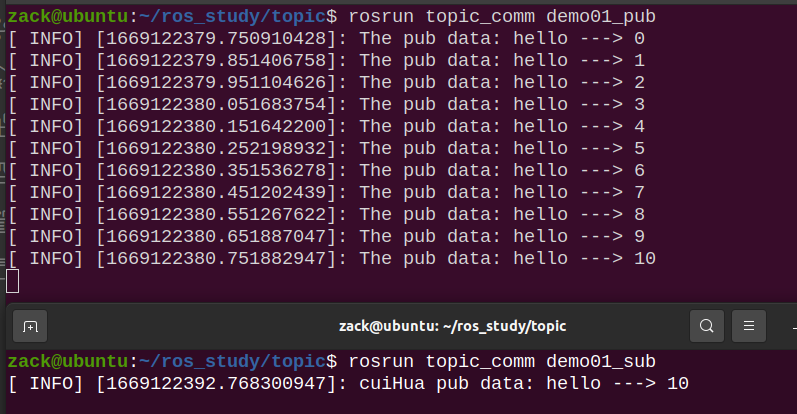 zack@ubuntu:~/ros_study/topic$ rosrun topic_comm demo01_pub
[ INFO] [1669122379.750910428]: The pub data: hello ---> 0
[ INFO] [1669122379.851406758]: The pub data: hello ---> 1
[ INFO] [1669122379.951104626]: The pub data: hello ---> 2
[ INFO] [1669122380.051683754]: The pub data: hello ---> 3
[ INFO] [1669122380.151642200]: The pub data: hello ---> 4
[ INFO] [1669122380.252198932]: The pub data: hello ---> 5
[ INFO] [1669122380.351536278]: The pub data: hello ---> 6
[ INFO] [1669122380.451202439]: The pub data: hello ---> 7
[ INFO] [1669122380.551267622]: The pub data: hello ---> 8
[ INFO] [1669122380.651887047]: The pub data: hello ---> 9
[ INFO] [1669122380.751882947]: The pub data: hello ---> 10
zack@ubuntu: ~/ros_study/topic
zack@ubuntu:~/ros_study/topic$ rosrun topic_comm demo01_sub
[ INFO] [1669122392.768300947]: cuiHua pub data: hello ---> 10